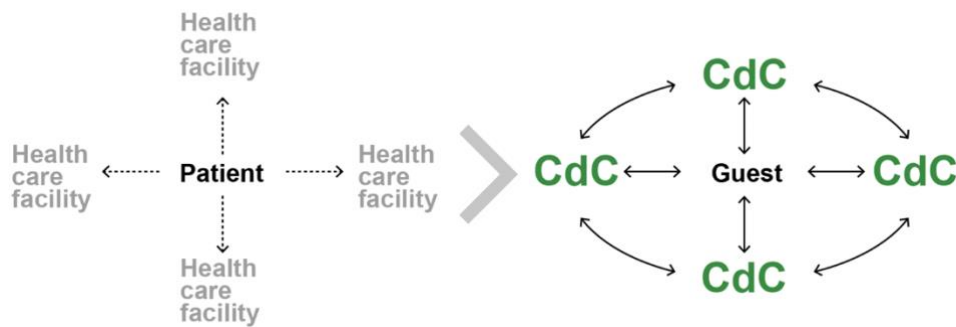 Health
care
facility
Health
care
facility
Patient
Health
care
facility
Health
care
facility
CdC
CdC
Guest
CdC
CdC